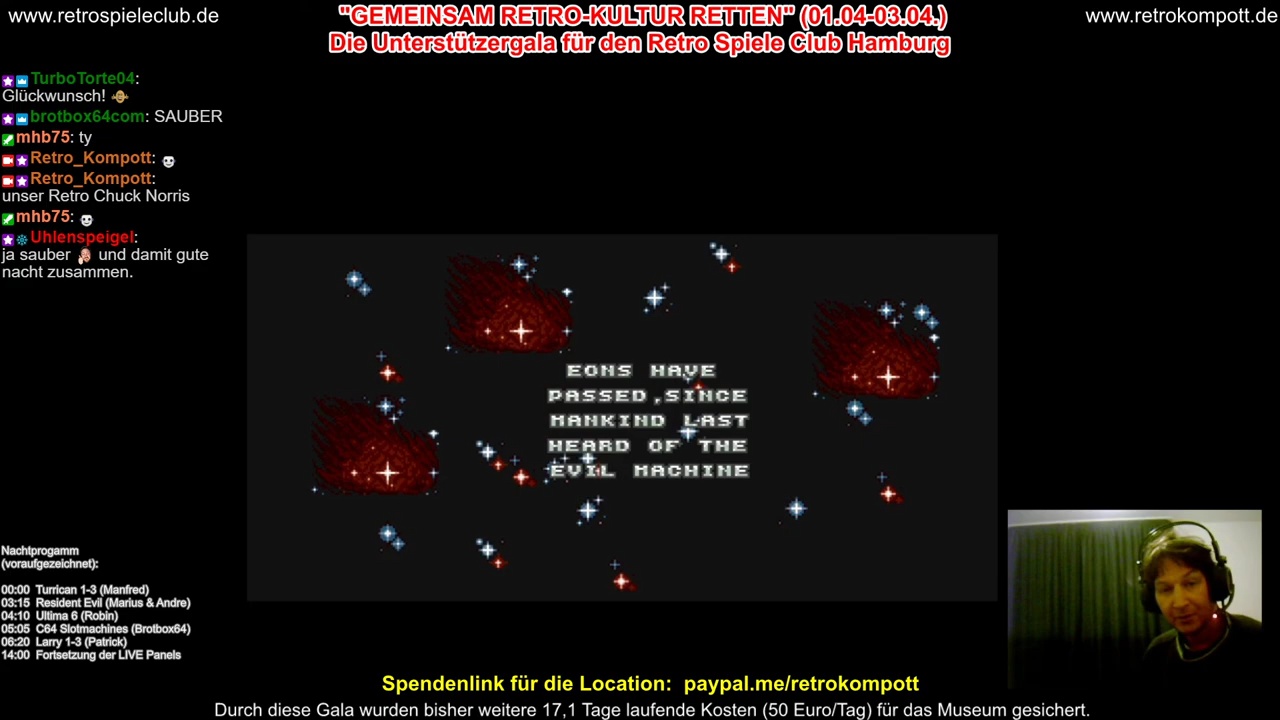 www.retrospieleclub.de
"GEMEINSAM RETRO-KULTUR RETTEN" (01.04-03.04.)
www.retrokompott.de
Die Unterstützergala für den Retro Spiele Club Hamburg
TurboTorte04:
Glückwunsch!
brotbox64com: SAUBER
mhb75: ty
Retro_Kompott:
Retro_Kompott:
unser Retro Chuck Norris
mhb75:
Uhlenspeigel:
ja sauber und damit gute
nacht zusammen.
EONS HAVE
PASSED,SINCE
MANKIND LAST
HEARD OF THE
EVIL MACHINE
Nachtprogamm
(voraufgezeichnet):
00:00 Turrican 1-3 (Manfred)
03:15 Resident Evil (Marius & Andre)
04:10 Ultima 6 (Robin)
05:05 C64 Slotmachines (Brotbox64)
06:20 Larry 1-3 (Patrick)
14:00 Fortsetzung der LIVE Panels
Spendenlink für die Location: paypal.me/retrokompott
Durch diese Gala wurden bisher weitere 17,1 Tage laufende Kosten (50 Euro/Tag) für das Museum gesichert.